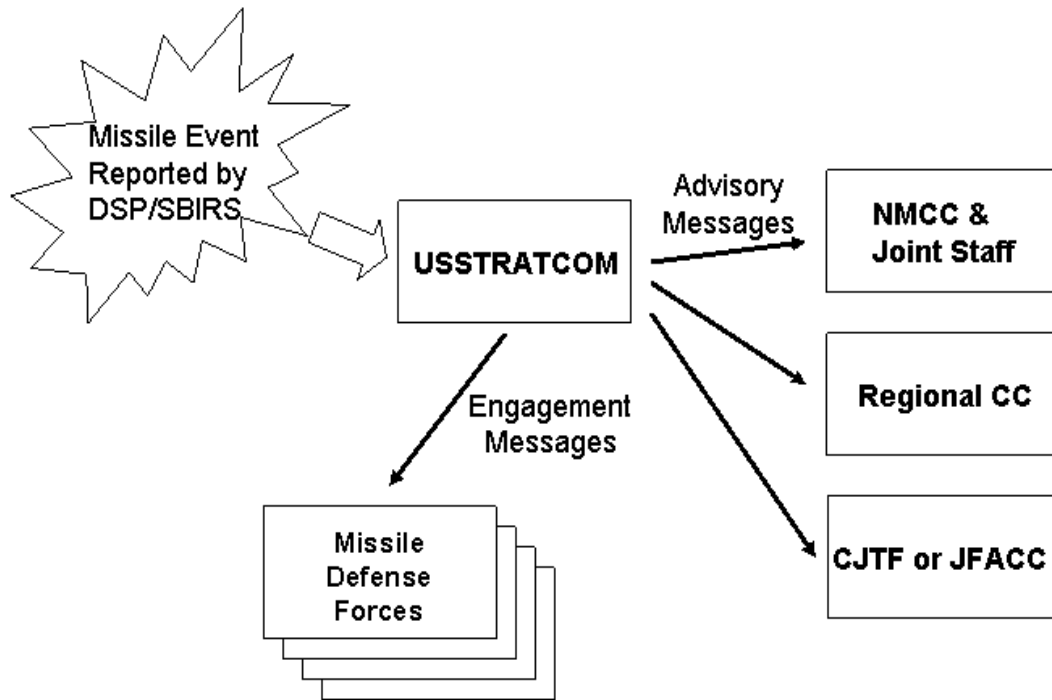 Missile Event
Reported by
DSP/SBIRS
USSTRATCOM
Advisory
Messages
NMCC &
Joint Staff
Regional CC
CJTF or JFACC
Engagement
Messages
Missile
Defense
Forces